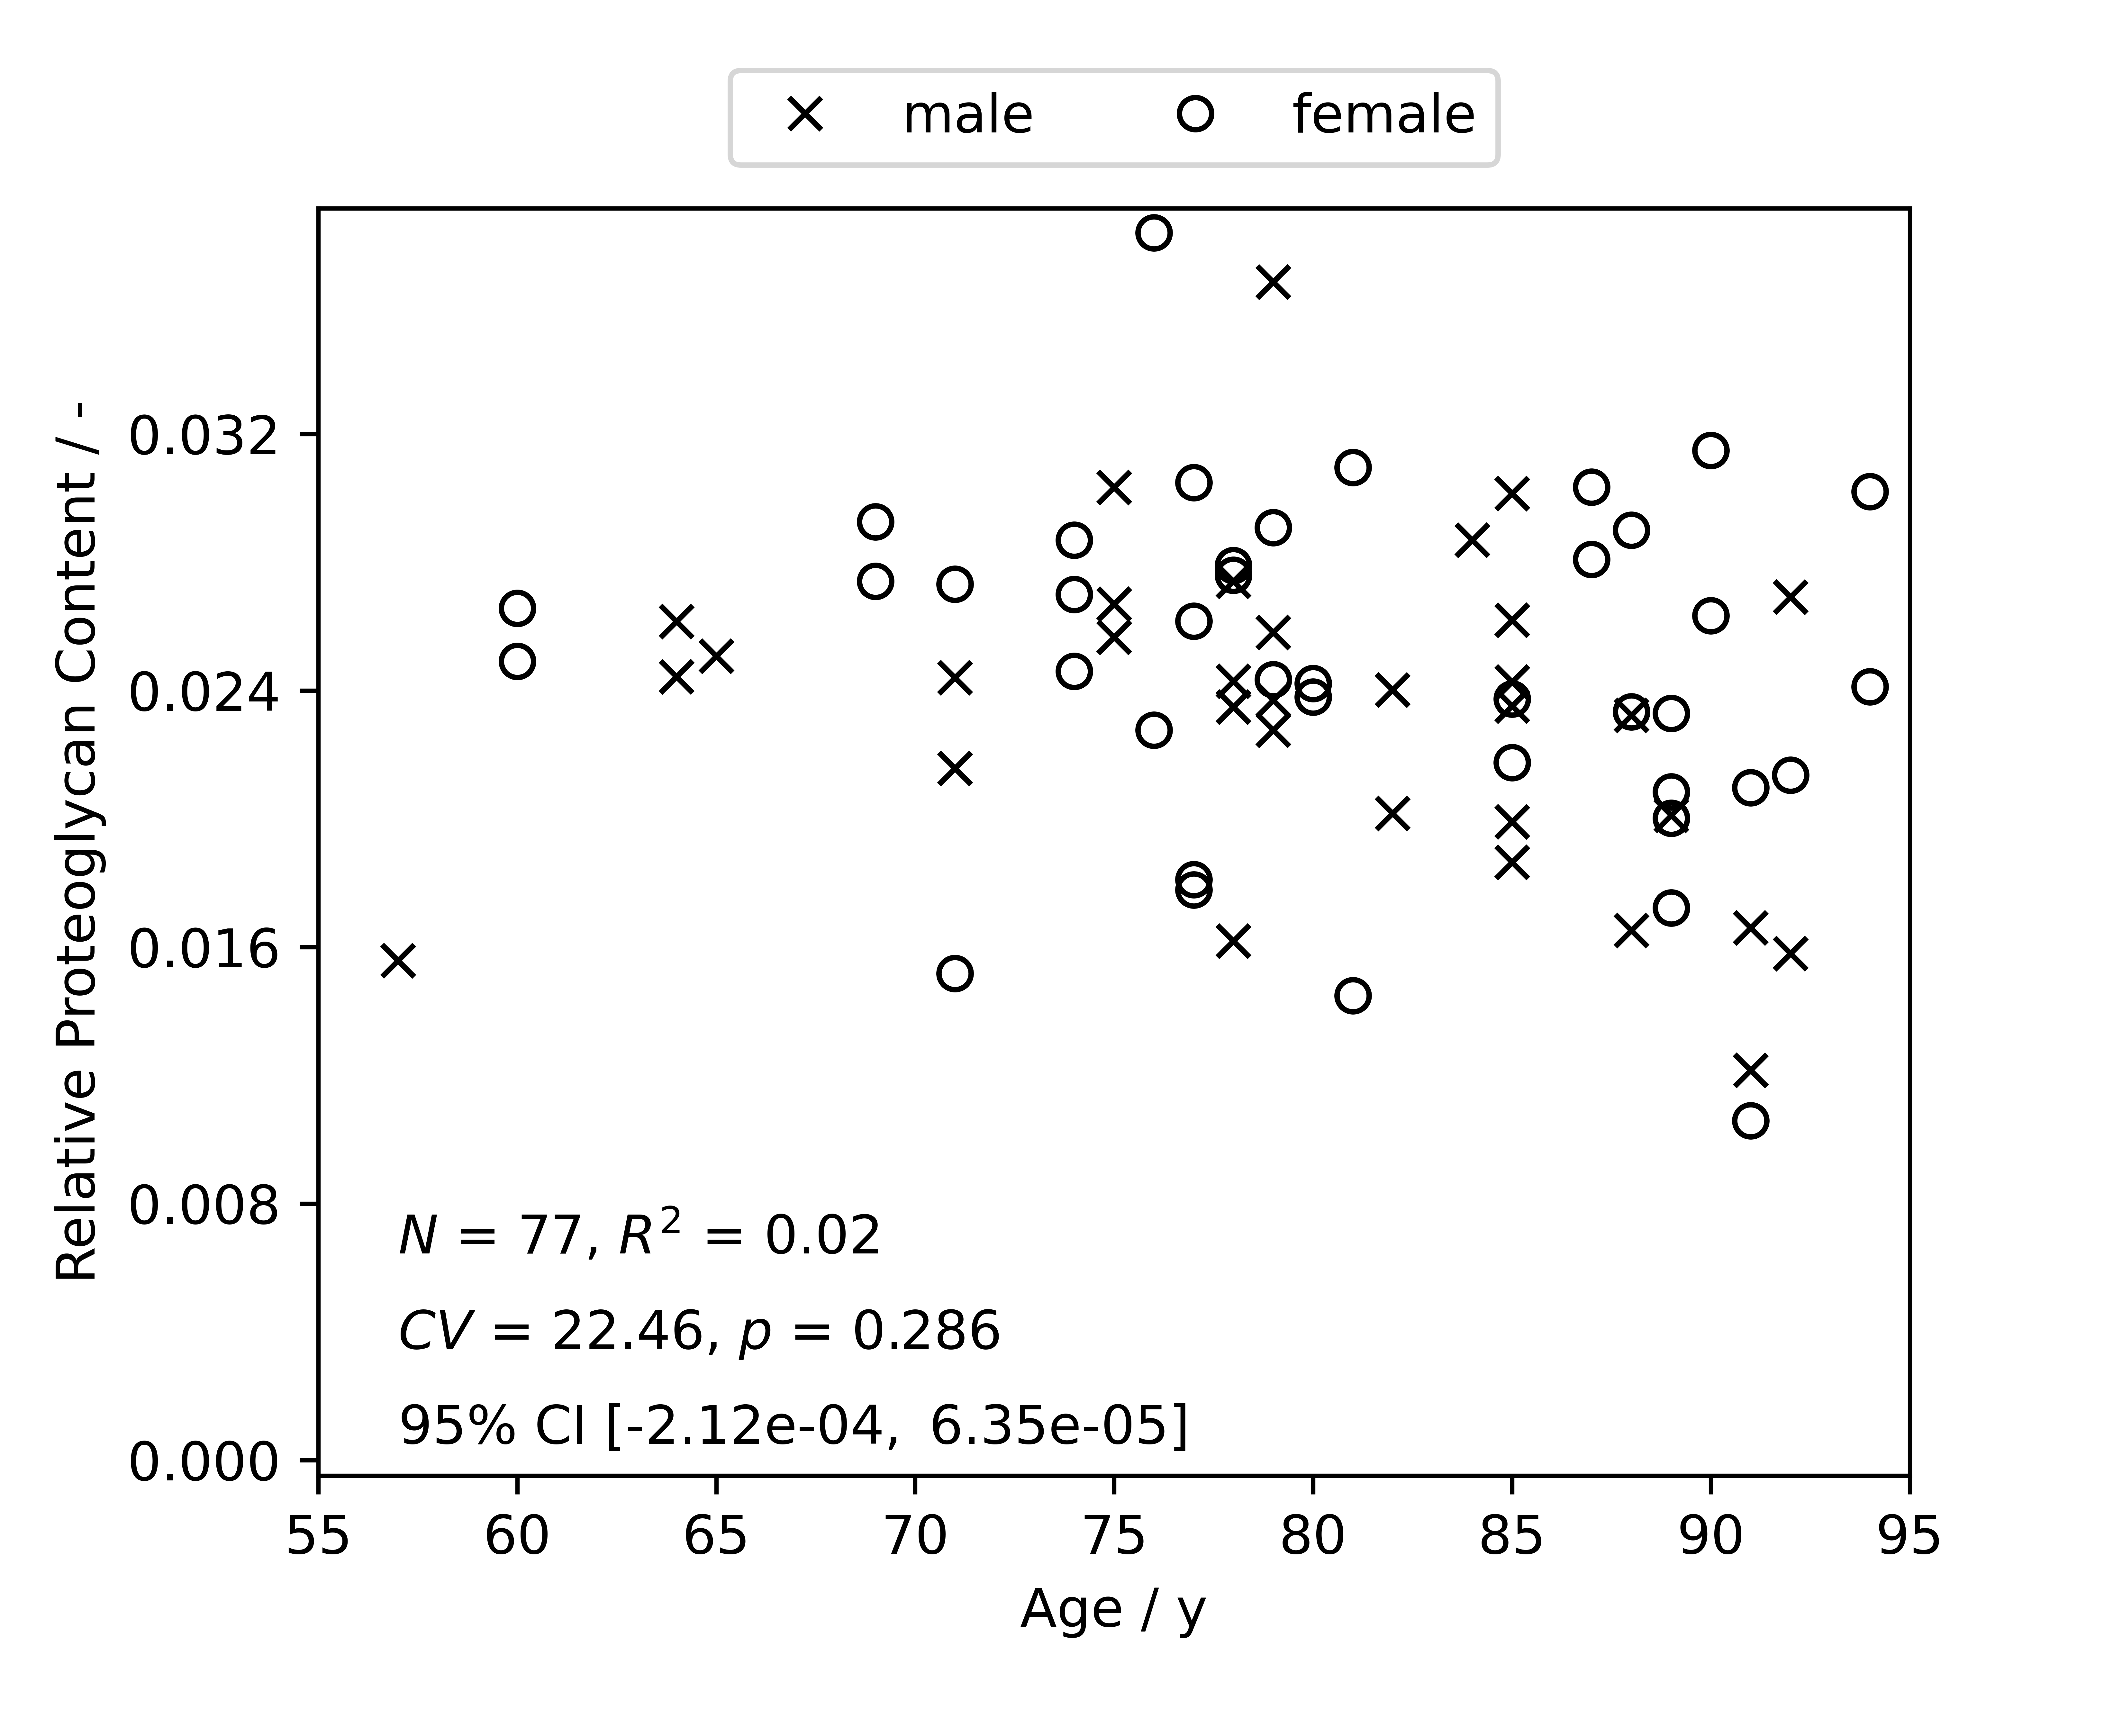 male female
Relative Proteoglycan Content / -
0.032
0.024
0.016
0.008
0.000
N = 77, R² = 0.02
CV = 22.46, p = 0.286
95% CI [-2.12e-04, 6.35e-05]
55 60 65 70 75 80 85 90 95
Age / y